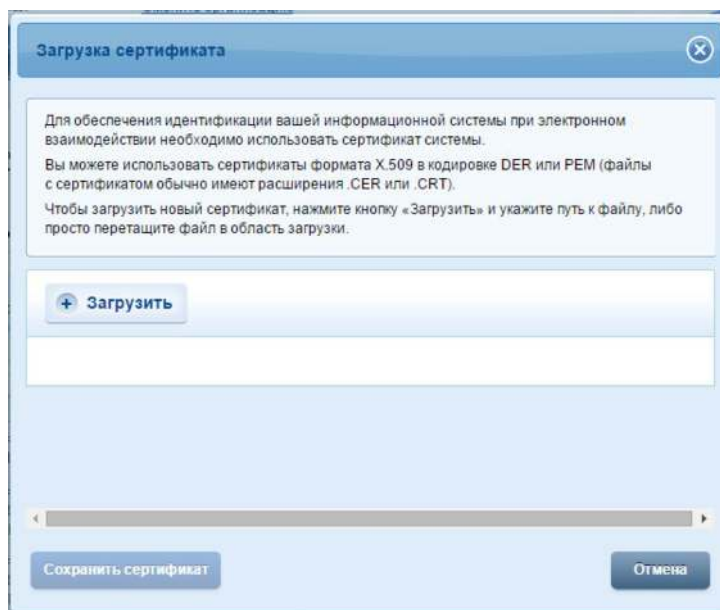 Загрузка сертификата
Для обеспечения идентификации вашей информационной системы при электронном
взаимодействии необходимо использовать сертификат системы.
Вы можете использовать сертификаты формата X.509 в кодировке DER или PEM (файлы
с сертификатом обычно имеют расширения .CER или .CRT).
Чтобы загрузить новый сертификат, нажмите кнопку «Загрузить» и укажите путь к файлу, либо
просто перетащите файл в область загрузки.
Загрузить
Сохранить сертификат
Отмена